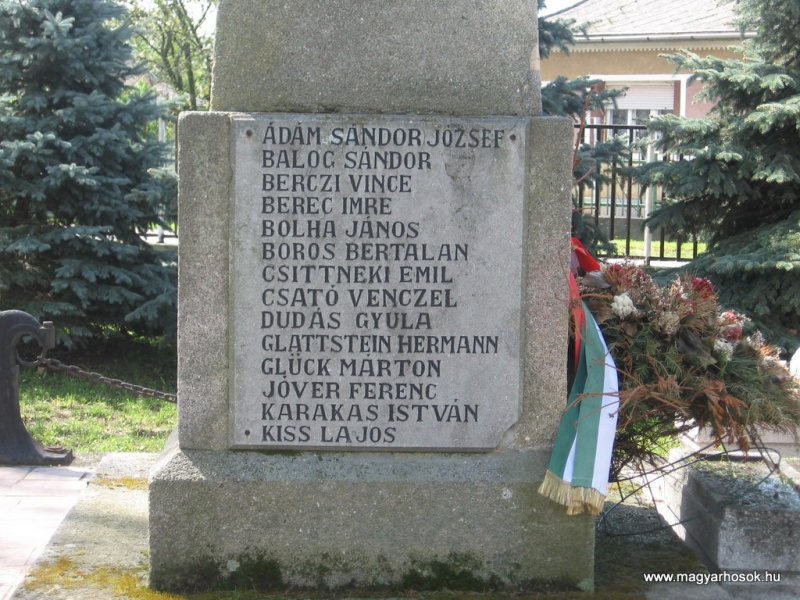 ÁDÁM SÁNDOR JÓZSEF
BALOG SÁNDOR
BERCZI VINCE
BEREC IMRE
BOLHA JÁNOS
BOROS BERTALAN
CSITTNEKI EMIL
CSATÓ VENCZEL
DUDÁS GYULA
GLATTSTEIN HERMANN
GLÜCK MÁRTON
JÓVER FERENC
KARAKAS ISTVÁN
KISS LAJOS
www.magyarhosok.hu